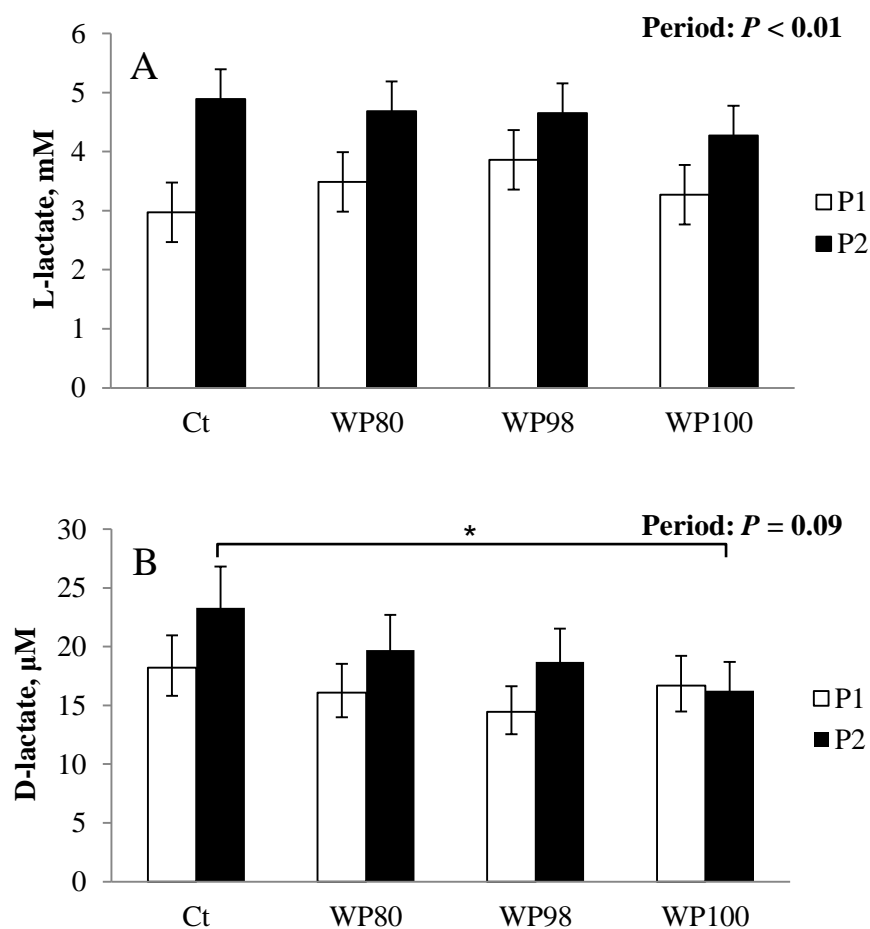 Period: P < 0.01
A
L-lactate, mM
6
5
4
3
2
1
0
Ct WP80 WP98 WP100
P1
P2
Period: P = 0.09
*
B
D-lactate, µM
30
25
20
15
10
5
0
Ct WP80 WP98 WP100
P1
P2